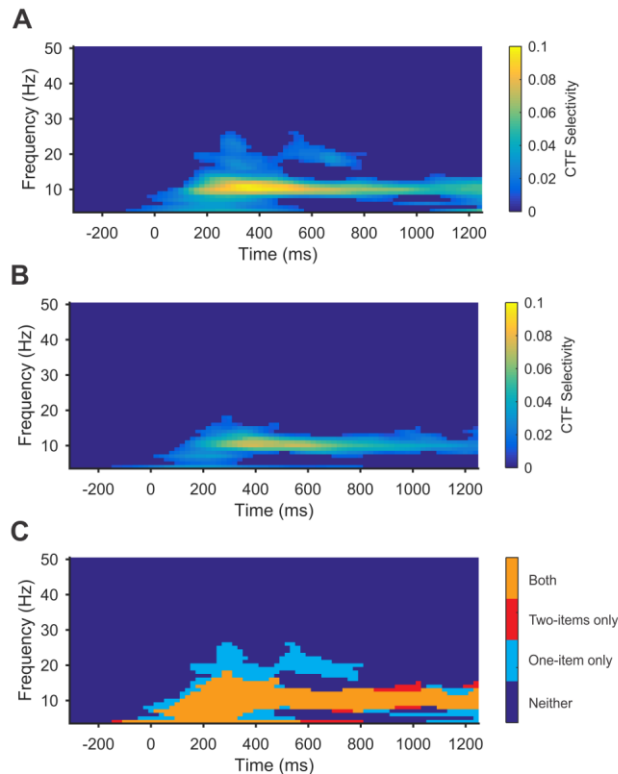 A
50
40
30
20
10
Frequency (Hz)
-200 0 200 400 600 800 1000 1200
Time (ms)
0.1
0.08
0.06
0.04
0.02
0
CTF Selectivity
B
50
40
30
20
10
Frequency (Hz)
-200 0 200 400 600 800 1000 1200
Time (ms)
0.1
0.08
0.06
0.04
0.02
0
CTF Selectivity
C
50
40
30
20
10
Frequency (Hz)
-200 0 200 400 600 800 1000 1200
Time (ms)
Both
Two-items only
One-item only
Neither